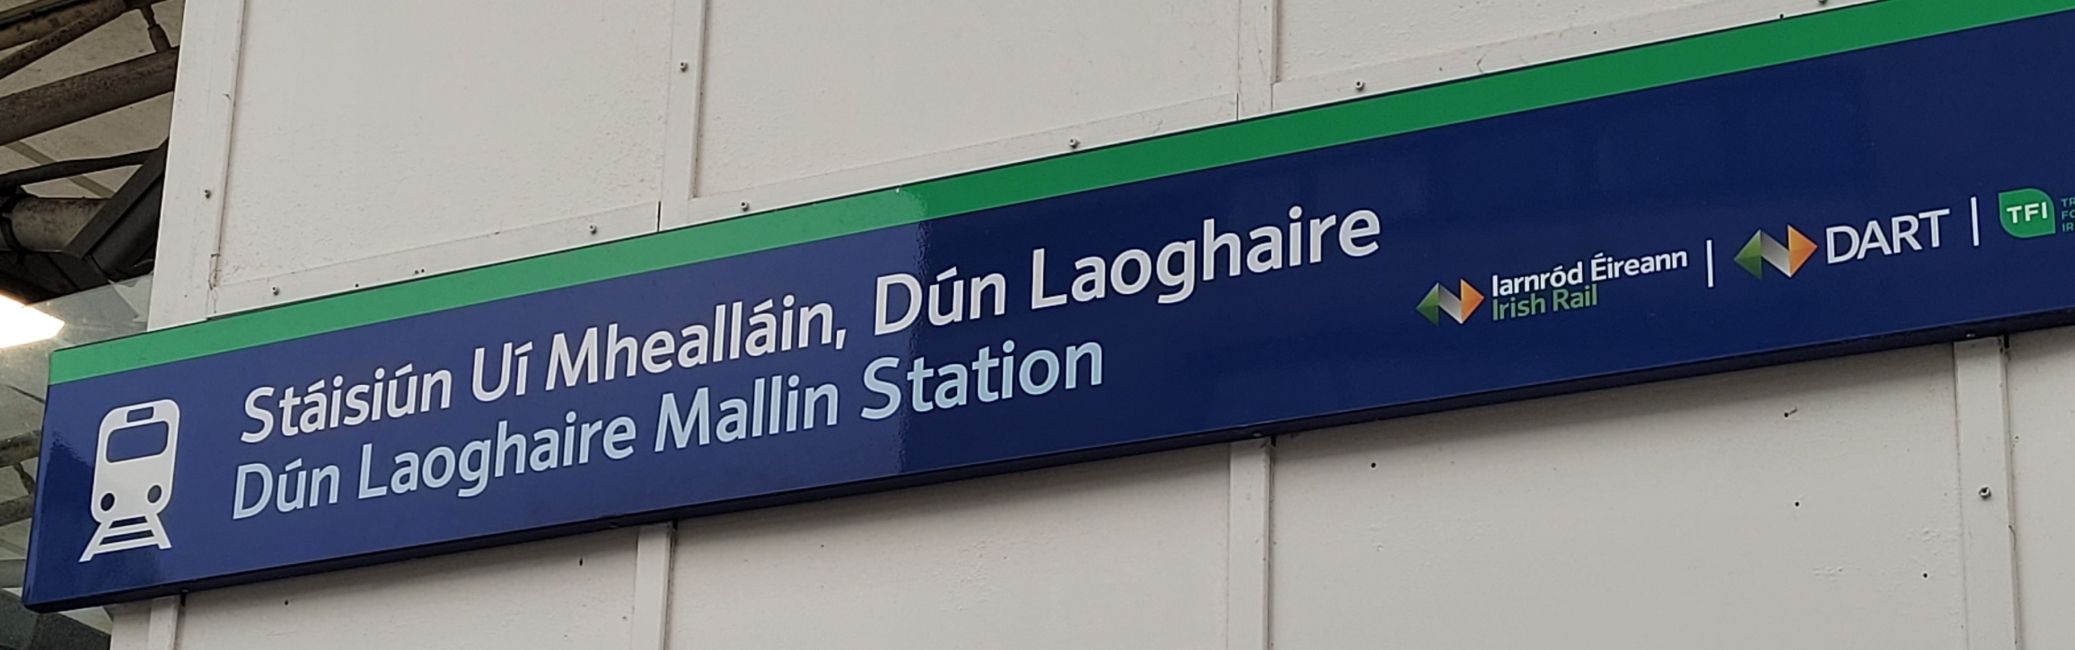 Stáisiún Uí Mhealláin, Dún Laoghaire
Dún Laoghaire Mallin Station
Iarnród Éireann
Irish Rail
DART
TFI